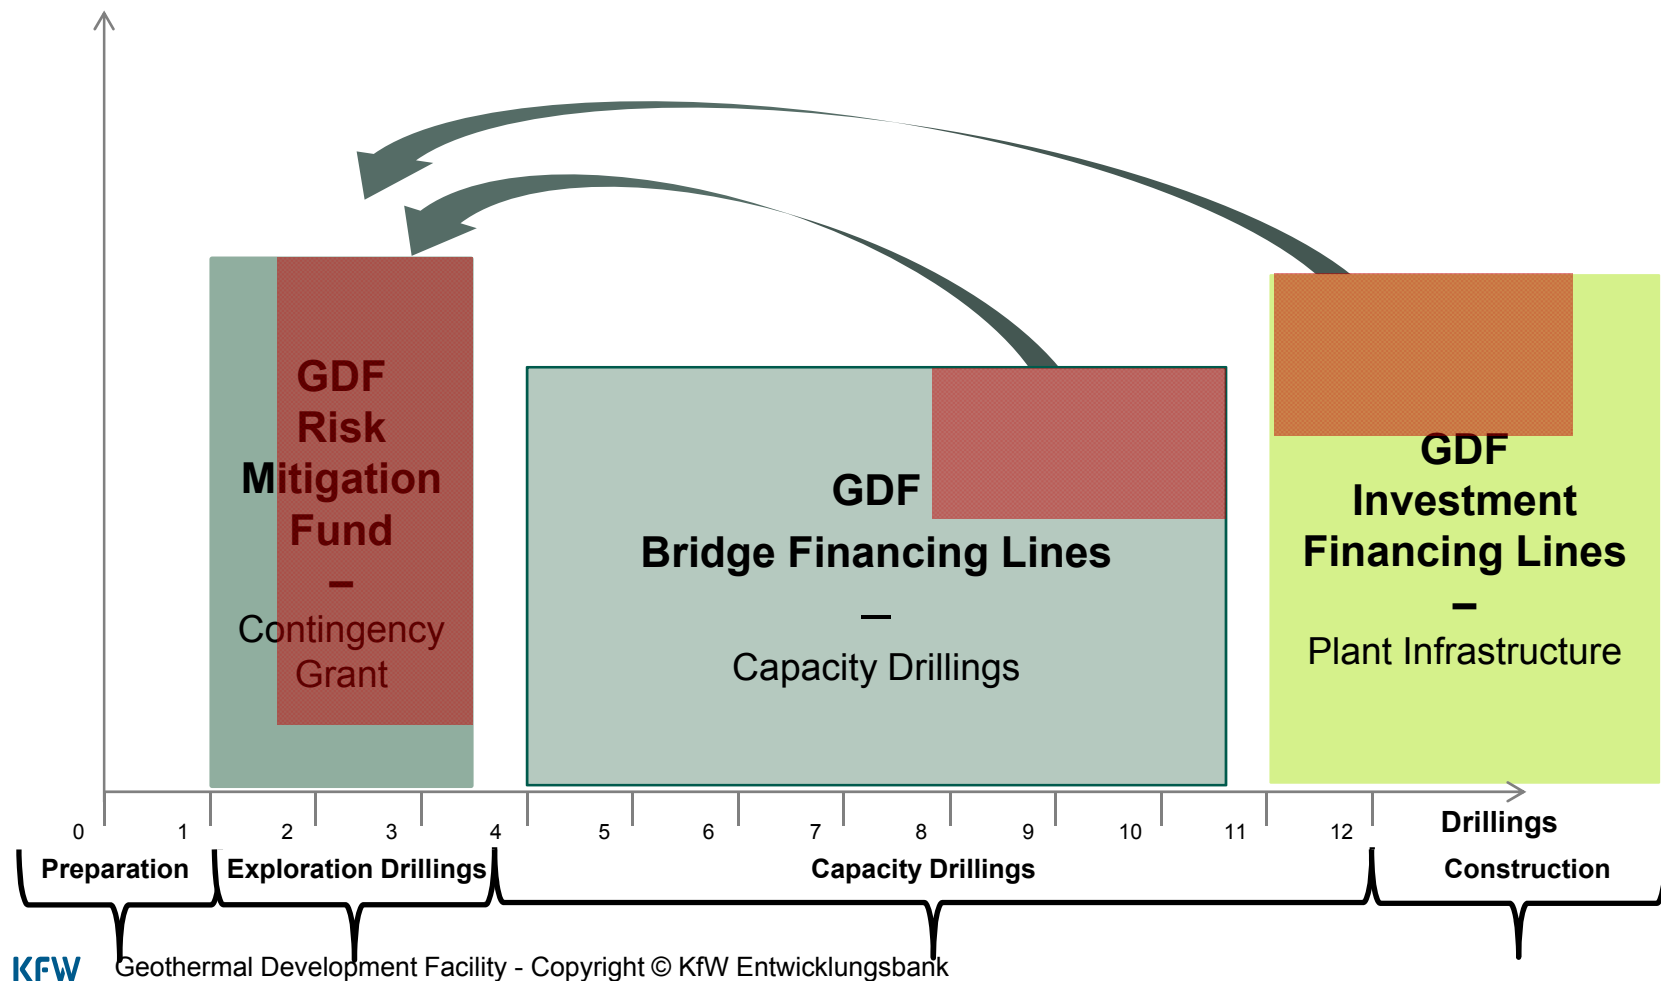 GDF
Risk
Mitigation
Fund
–
Contingency
Grant
GDF
Bridge Financing Lines
–
Capacity Drillings
GDF
Investment
Financing Lines
–
Plant Infrastructure
0 1 2 3 4 5 6 7 8 9 10 11 12 Drillings
Preparation Exploration Drillings Capacity Drillings Construction
KFW Geothermal Development Facility - Copyright © KfW Entwicklungsbank